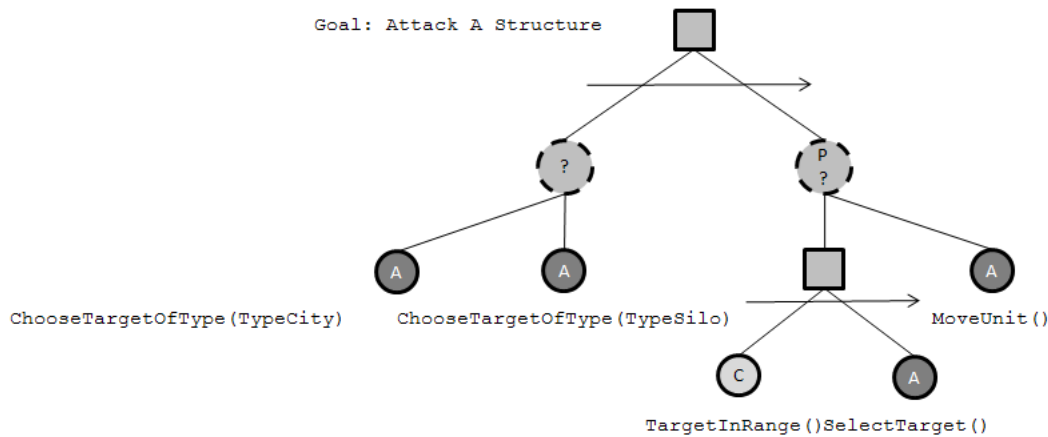 Goal: Attack A Structure
?
P
?
A
A
A
ChooseTargetOfType(TypeCity)
ChooseTargetOfType(TypeSilo)
MoveUnit()
C
A
TargetInRange()SelectTarget()